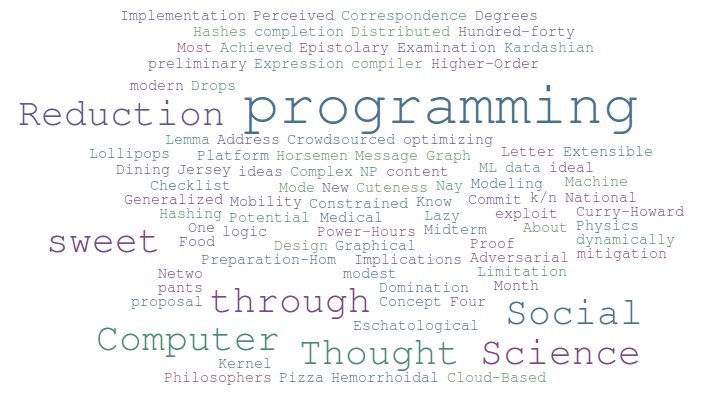 Implementation Perceived Correspondence Degrees
Hashes completion Distributed Hundred-forty
Most Achieved Epistolary Examination Kardashian
preliminary Expression compiler Higher-Order
modern Drops
Reduction programming
Lemma Address Crowdsourced optimizing
Lollipops Platform Horsemen Message Graph Letter Extensible
Dining Jersey ideas Complex NP content ML data ideal
Checklist Mode New Cuteness Nay Modeling Machine
Generalized Mobility Constrained Know Commit k/n National
Hashing Potential Medical Lazy exploit Curry-Howard
One logic Power-Hours Midterm About Physics
sweet Food Design Graphical Proof dynamically
Preparation-Hom Implications Adversarial mitigation
Netwo modest Limitation
pants Domination Month
proposal through Concept Four Social
Eschatological
Computer Thought Science
Kernel
Philosophers Pizza Hemorrhoidal Cloud-Based